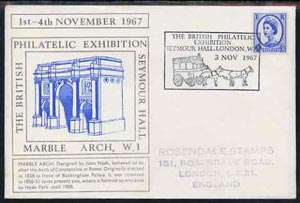 1st-4th NOVEMBER 1967
THE BRITISH
PHILATELIC EXHIBITION
SEYMOUR HALL
MARBLE ARCH, W.1
MARBLE ARCH: Designed by John Nash, believed to be
after the Arch of Constantine at Rome. Originally erected
in 1828 in front of Buckingham Palace. It was removed
in 1850-51 to its present site, where it formed an entrance
to Hyde Park until 1908.
THE BRITISH PHILATELIC
EXHIBITION
SEYMOUR HALL, LONDON, W.1
3 NOV 1967
ROSENDALE STAMPS
151, ROSENDALE ROAD,
LONDON, S.E.21,
ENGLAND